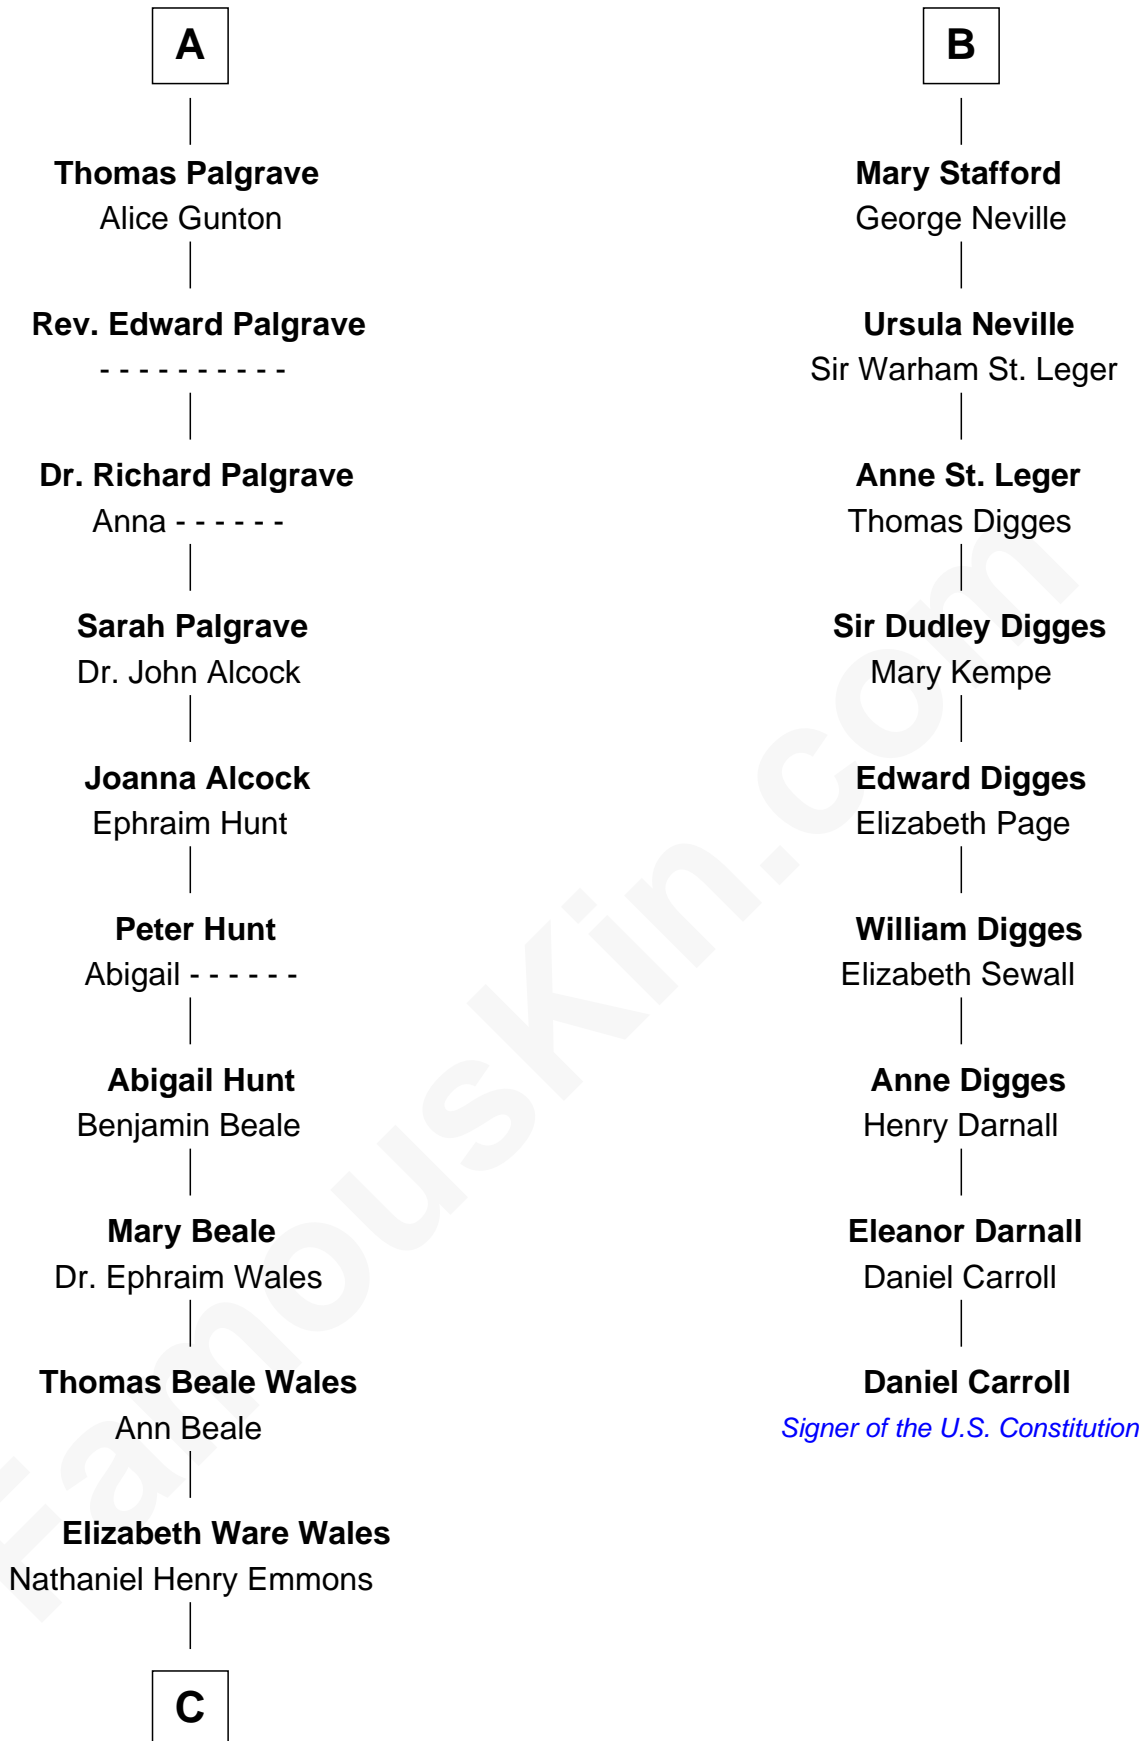 A
Thomas Palgrave
Alice Gunton
Rev. Edward Palgrave
- - - - - - - - - -
Dr. Richard Palgrave
Anna - - - - - -
Sarah Palgrave
Dr. John Alcock
Joanna Alcock
Ephraim Hunt
Peter Hunt
Abigail - - - - - -
Abigail Hunt
Benjamin Beale
Mary Beale
Dr. Ephraim Wales
Thomas Beale Wales
Ann Beale
Elizabeth Ware Wales
Nathaniel Henry Emmons
C
B
Mary Stafford
George Neville
Ursula Neville
Sir Warham St. Leger
Anne St. Leger
Thomas Digges
Sir Dudley Digges
Mary Kempe
Edward Digges
Elizabeth Page
William Digges
Elizabeth Sewall
Anne Digges
Henry Darnall
Eleanor Darnall
Daniel Carroll
Daniel Carroll
Signer of the U.S. Constitution
FamousKin.com